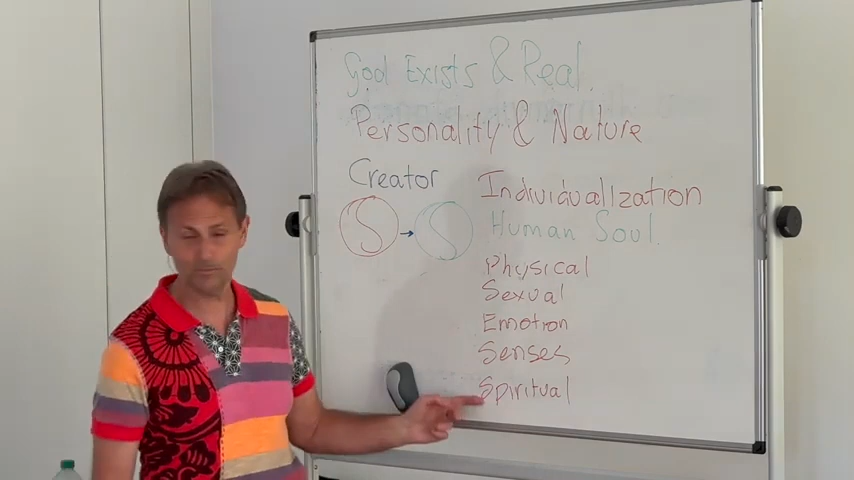 God Exists & Real.
Personality & Nature
Creator
Individualization
S → S
Human Soul.
Physical
Sexual
Emotion
Senses
Spiritual